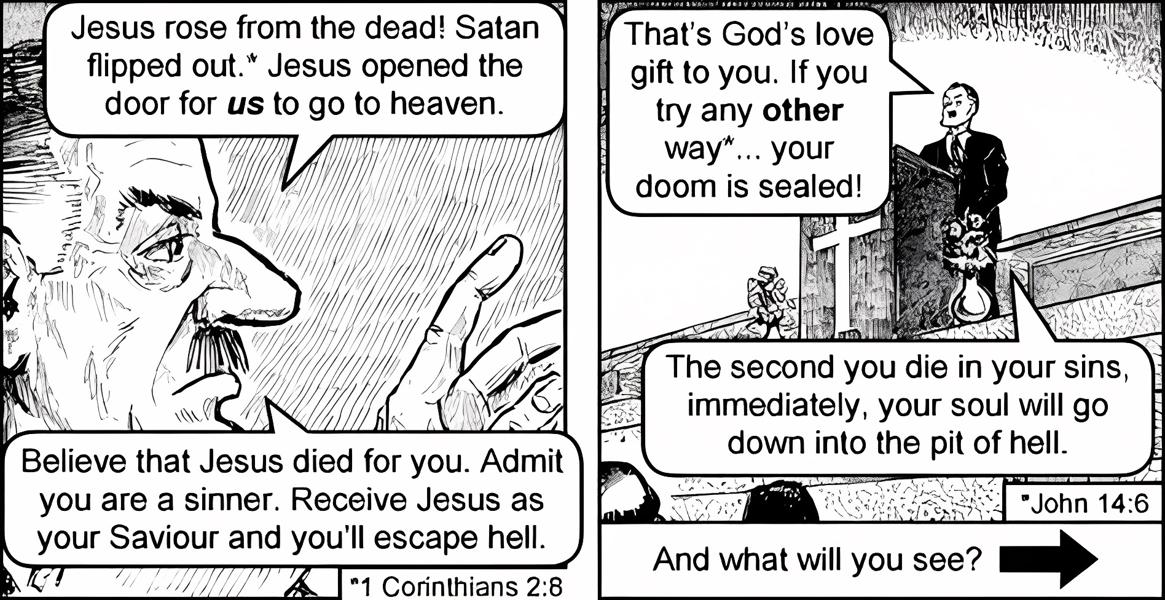 Jesus rose from the dead! Satan
flipped out.* Jesus opened the
door for us to go to heaven.
Believe that Jesus died for you. Admit
you are a sinner. Receive Jesus as
your Saviour and you'll escape hell.
*1 Corinthians 2:8
That's God's love
gift to you. If you
try any other
way*... your
doom is sealed!
The second you die in your sins,
immediately, your soul will go
down into the pit of hell.
*John 14:6
And what will you see?